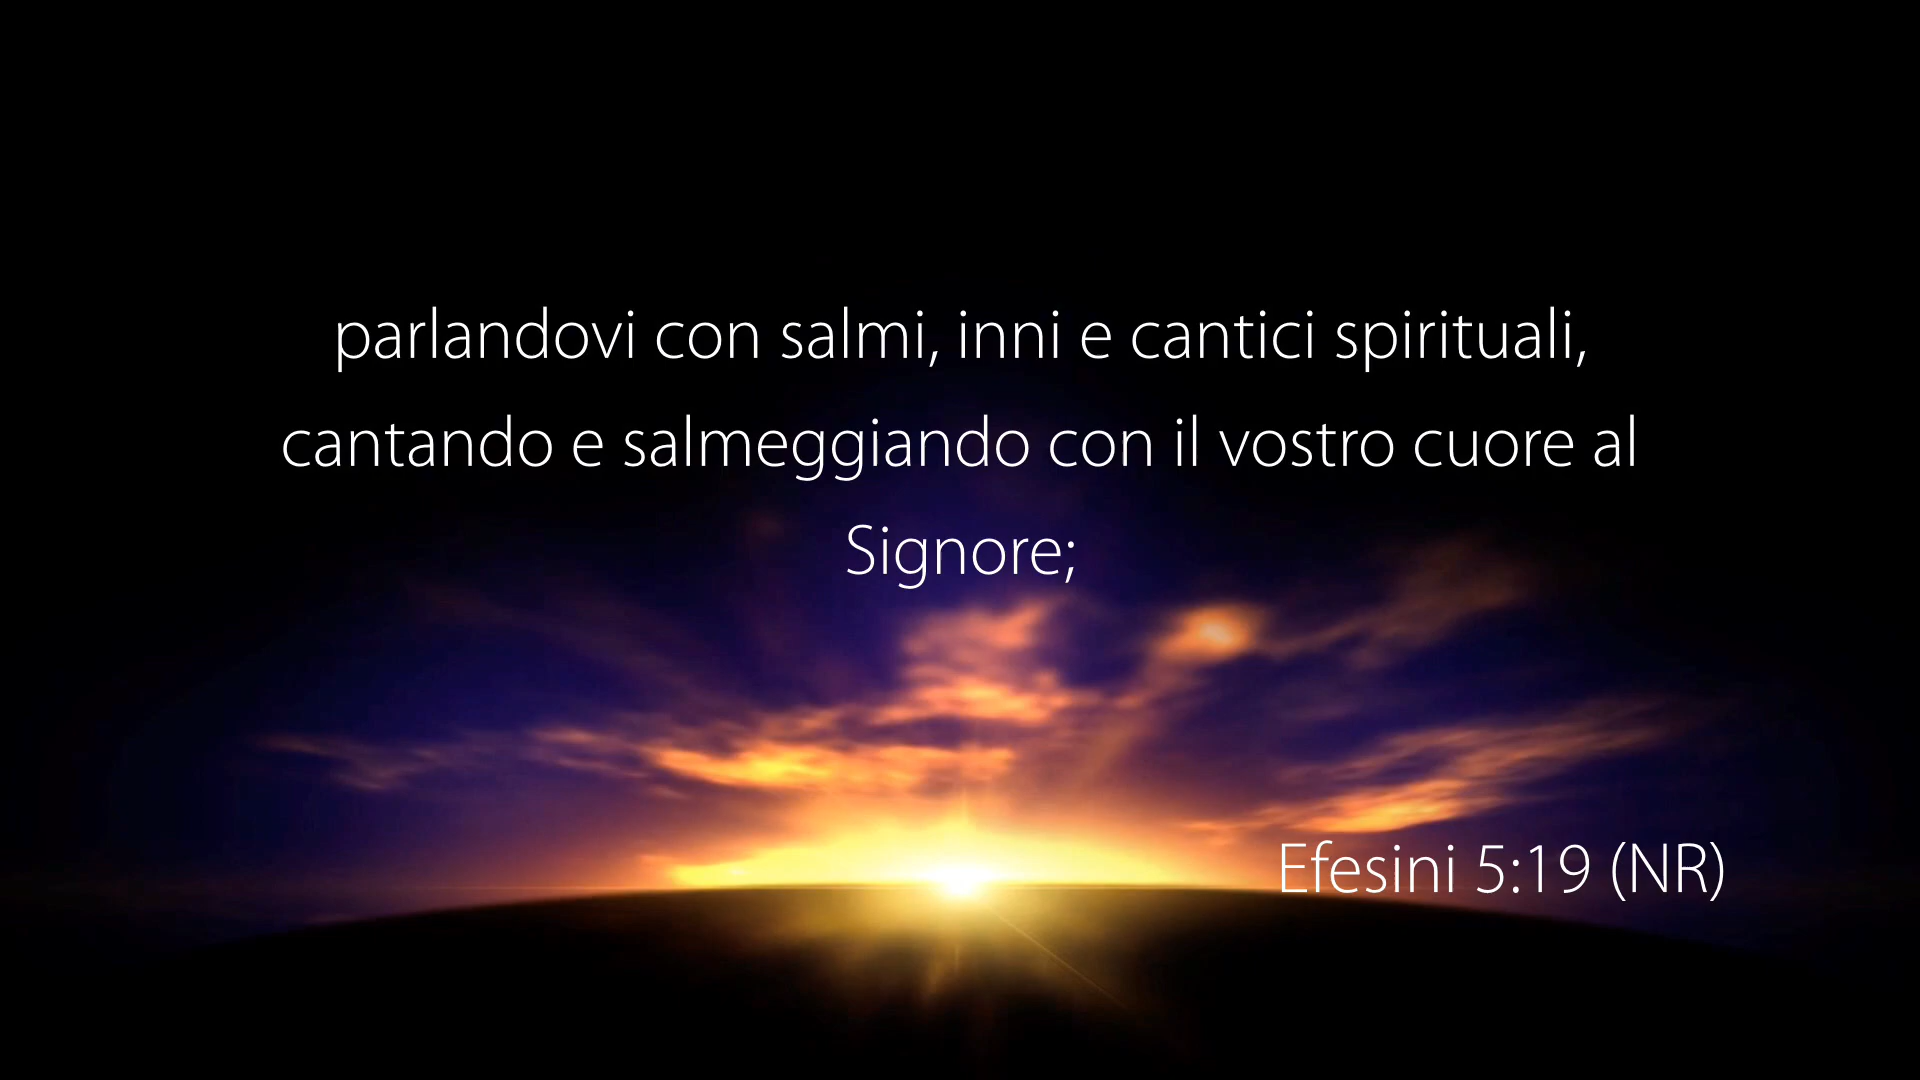 parlandovi con salmi, inni e cantici spirituali,
cantando e salmeggiando con il vostro cuore al
Signore;
Efesini 5:19 (NR)